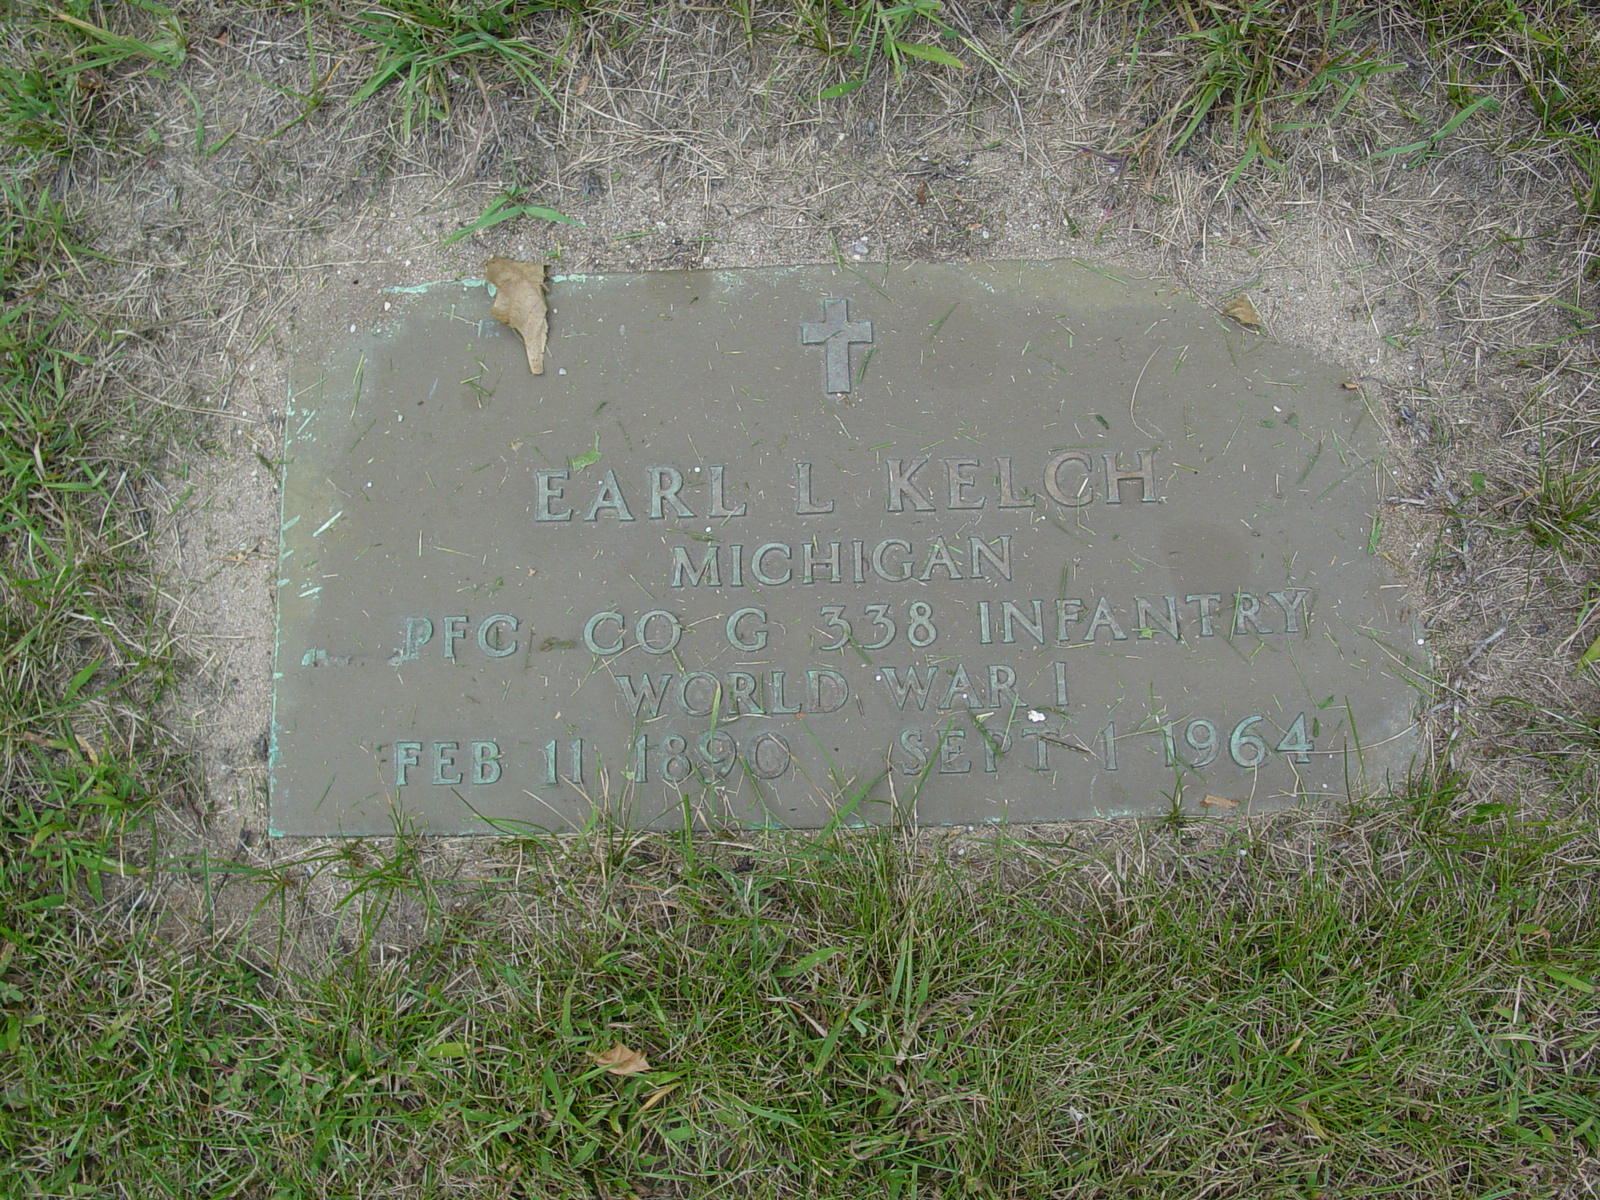 EARL L KELCH
MICHIGAN
PFC CO G 338 INFANTRY
WORLD WAR I
FEB 11 1890 SEPT 1 1964